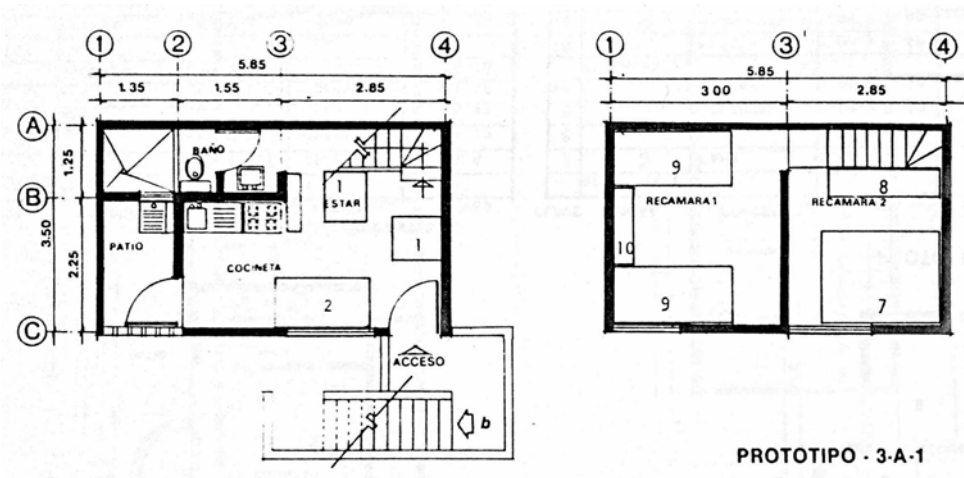 1 2 3 4
5.85
1.35 1.55 2.85
A
B
C
1.25
3.50
2.25
BAÑO
1
ESTAR
1
PATIO
COCINETA
2
ACCESO
b
1 3' 4
5.85
3.00 2.85
9
8
RECAMARA 1
RECAMARA 2
10
9
7
PROTOTIPO - 3-A-1